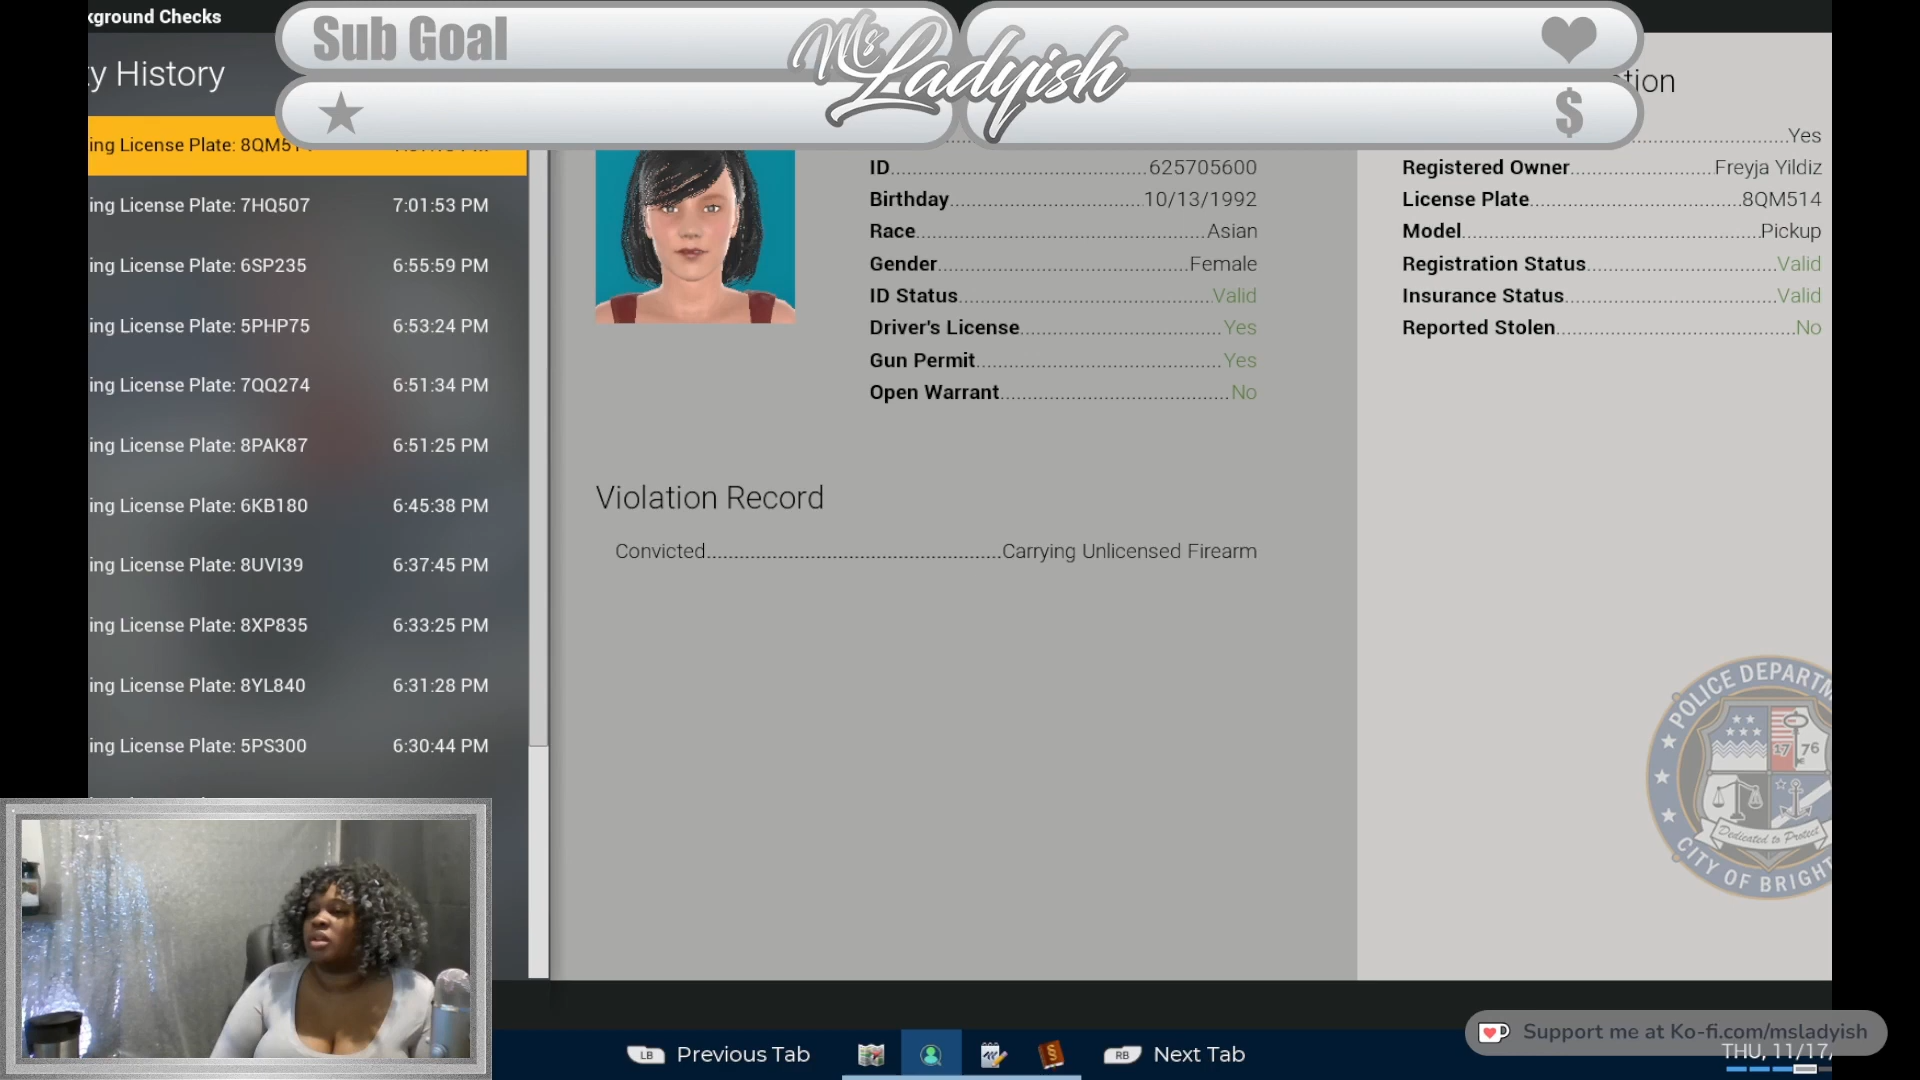 kground Checks
ty History
Sub Goal
Ms Ladyish
$
tion
ing License Plate: 8QM51
ing License Plate: 7HQ507 7:01:53 PM
ing License Plate: 6SP235 6:55:59 PM
ing License Plate: 5PHP75 6:53:24 PM
ing License Plate: 7QQ274 6:51:34 PM
ing License Plate: 8PAK87 6:51:25 PM
ing License Plate: 6KB180 6:45:38 PM
ing License Plate: 8UVI39 6:37:45 PM
ing License Plate: 8XP835 6:33:25 PM
ing License Plate: 8YL840 6:31:28 PM
ing License Plate: 5PS300 6:30:44 PM
ID 625705600
Birthday 10/13/1992
Race Asian
Gender Female
ID Status Valid
Driver's License Yes
Gun Permit Yes
Open Warrant No
Violation Record
Convicted Carrying Unlicensed Firearm
Yes
Registered Owner Freyja Yildiz
License Plate 8QM514
Model Pickup
Registration Status Valid
Insurance Status Valid
Reported Stolen No
POLICE DEPARTM
17 76
Dedicated to Protect
CITY OF BRIGHT
LB Previous Tab
RB Next Tab
Support me at Ko-fi.com/msladyish
THU, 11/17/